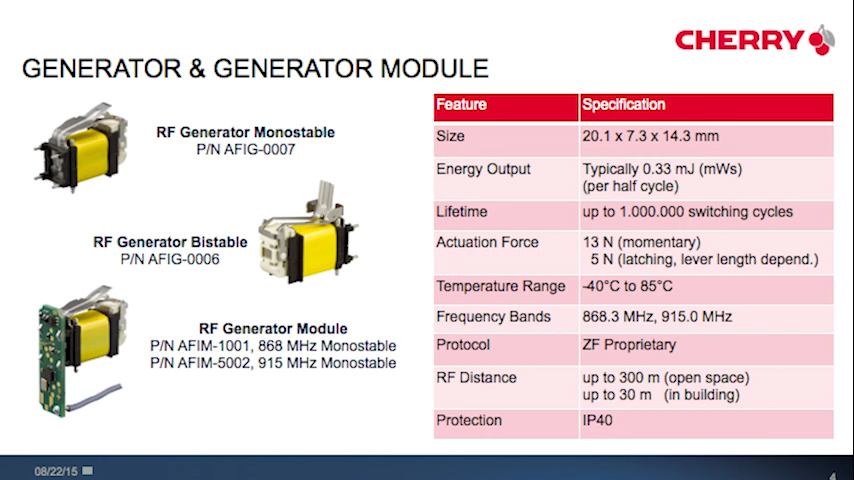 CHERRY
GENERATOR & GENERATOR MODULE
RF Generator Monostable
P/N AFIG-0007
RF Generator Bistable
P/N AFIG-0006
RF Generator Module
P/N AFIM-1001, 868 MHz Monostable
P/N AFIM-5002, 915 MHz Monostable
Feature Specification
Size 20.1 x 7.3 x 14.3 mm
Energy Output Typically 0.33 mJ (mWs)
(per half cycle)
Lifetime up to 1.000.000 switching cycles
Actuation Force 13 N (momentary)
5 N (latching, lever length depend.)
Temperature Range -40°C to 85°C
Frequency Bands 868.3 MHz, 915.0 MHz
Protocol ZF Proprietary
RF Distance up to 300 m (open space)
up to 30 m (in building)
Protection IP40
08/22/15
4